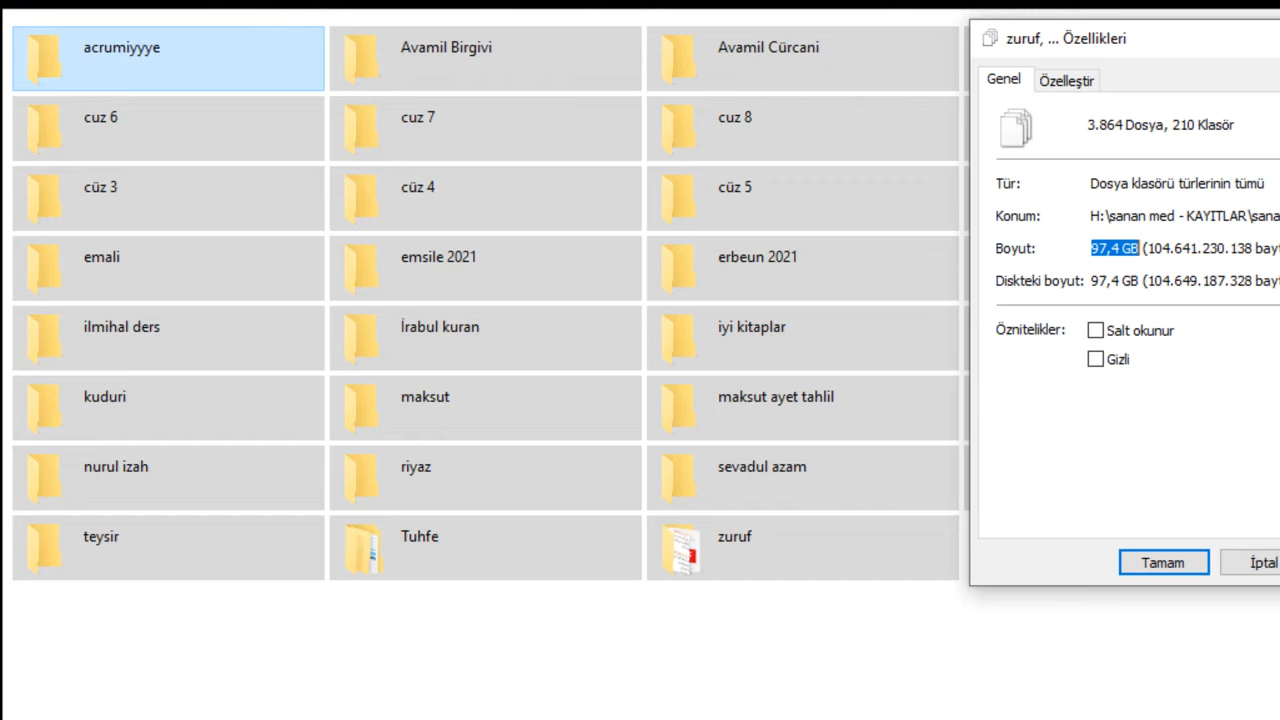 acrumiyyye
Avamil Birgivi
Avamil Cürcani
cuz 6
cuz 7
cuz 8
cüz 3
cüz 4
cüz 5
emali
emsile 2021
erbeun 2021
ilmihal ders
İrabul kuran
iyi kitaplar
kuduri
maksut
maksut ayet tahlil
nurul izah
riyaz
sevadul azam
teysir
Tuhfe
zuruf
zuruf, ... Özellikleri
Genel
Özelleştir
3.864 Dosya, 210 Klasör
Tür: Dosya klasörü türlerinin tümü
Konum: H:\sanan med - KAYITLAR\sana
Boyut: 97,4 GB (104.641.230.138 bayt
Diskteki boyut: 97,4 GB (104.649.187.328 bayt
Öznitelikler: Salt okunur
Gizli
Tamam
İptal